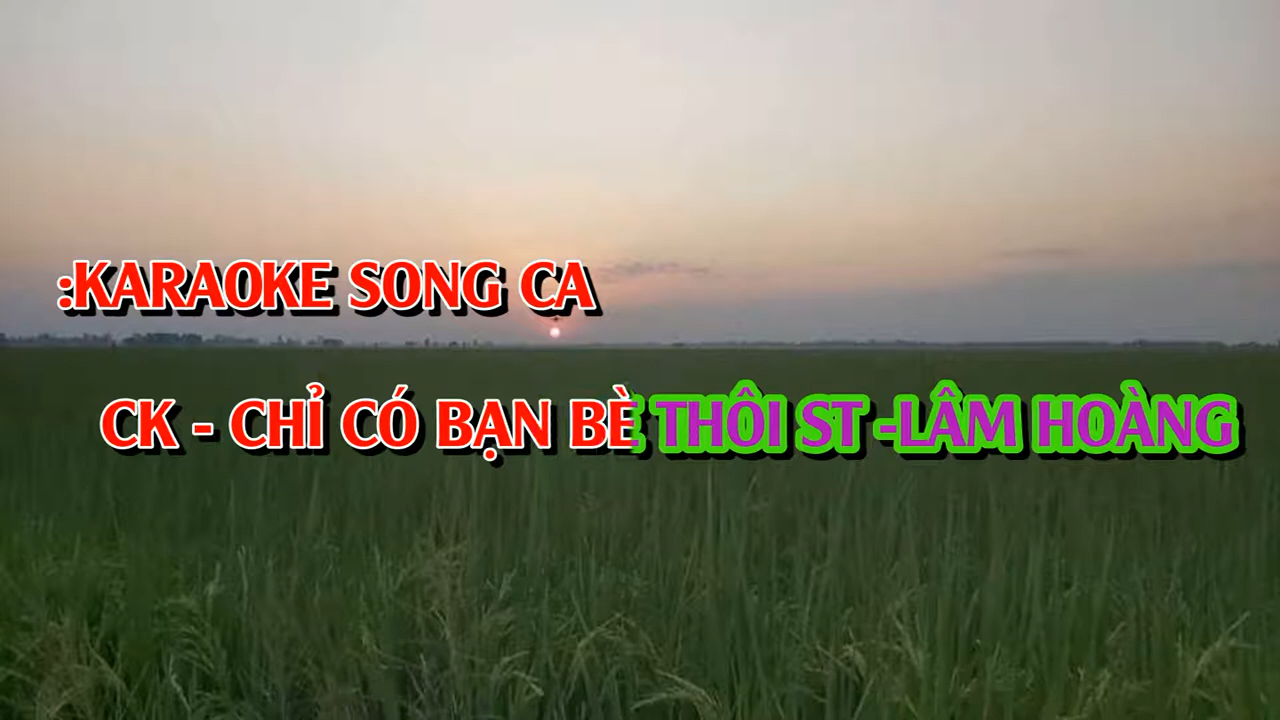 :KARAOKE SONG CA
CK - CHỈ CÓ BẠN BÈ THÔI ST -LÂM HOÀNG